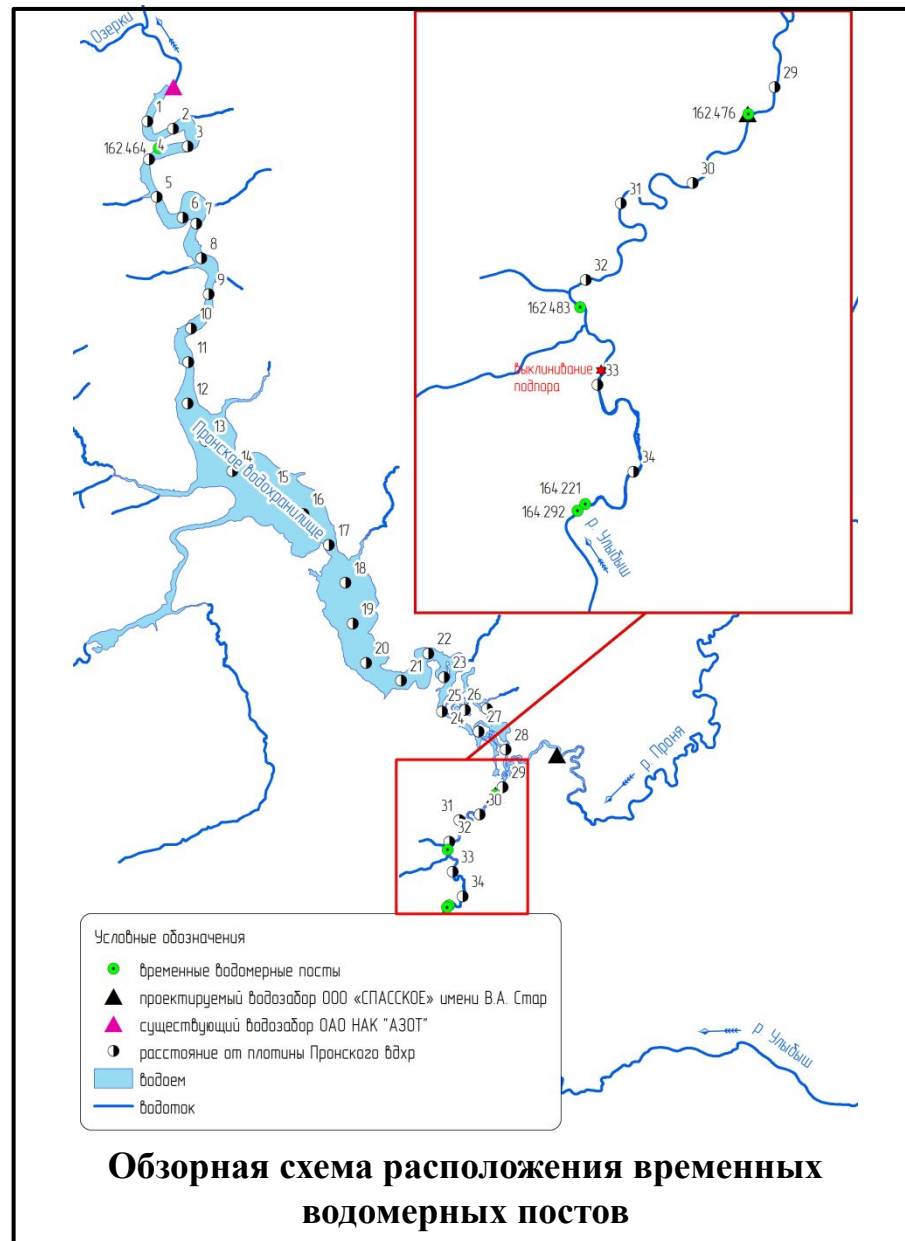 Озерки
1
2
3
162.464
4
5
6
7
8
9
10
11
12
13
14
15
16
17
Пронское водохранилище
18
19
20
21
22
23
25
26
24
27
28
29
30
31
32
33
34
р. Проня
29
162.476
30
31
32
162.483
выклинивание
подпора
33
34
164.221
164.292
р. Улыбыш
Условные обозначения
временные водомерные посты
проектируемый водозабор ООО «СПАССКОЕ» имени В.А. Стар
существующий водозабор ОАО НАК "АЗОТ"
расстояние от плотины Пронского вдхр
водоем
водоток
р. Улыбыш
Обзорная схема расположения временных
водомерных постов